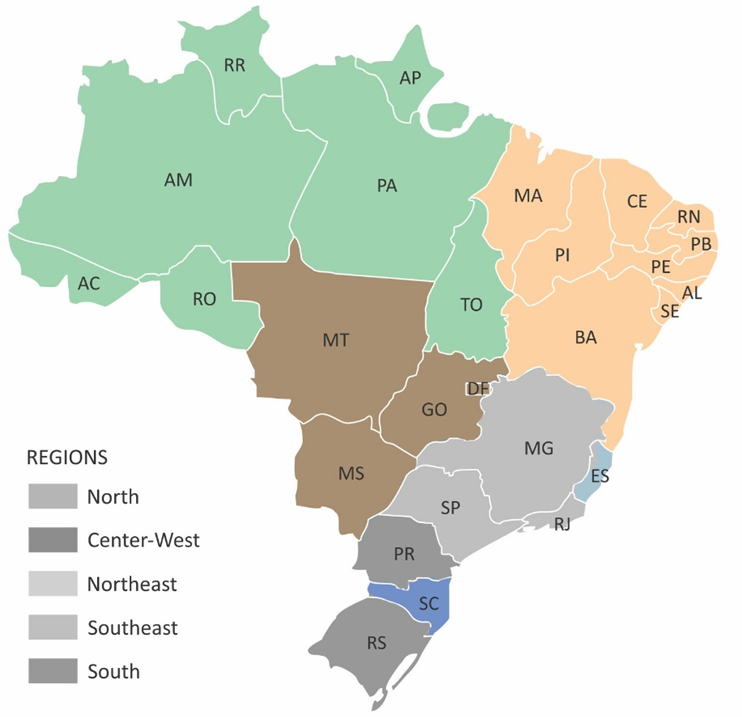 RR
AP
AM
PA
MA
CE
RN
PB
PI
PE
AL
SE
AC
RO
TO
BA
MT
DF
GO
MG
MS
ES
SP
RJ
PR
SC
RS
REGIONS
North
Center-West
Northeast
Southeast
South